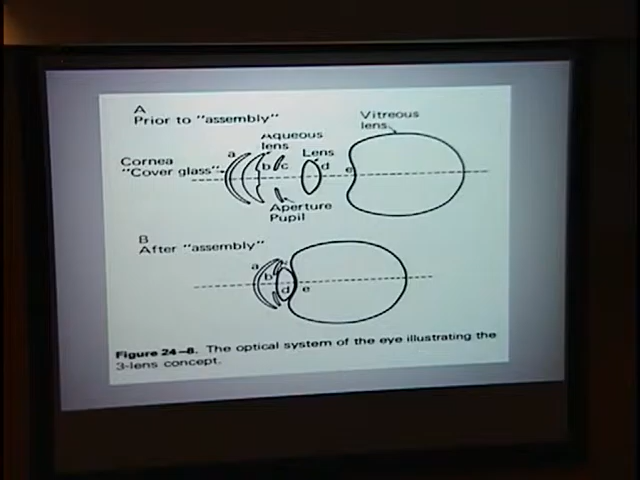 A
Prior to "assembly"
Vitreous
lens
Aqueous
lens
Cornea
"Cover glass"
a
b
c
Lens
d
e
Aperture
Pupil
B
After "assembly"
a
b
c
d
e
Figure 24–8. The optical system of the eye illustrating the
3-lens concept.